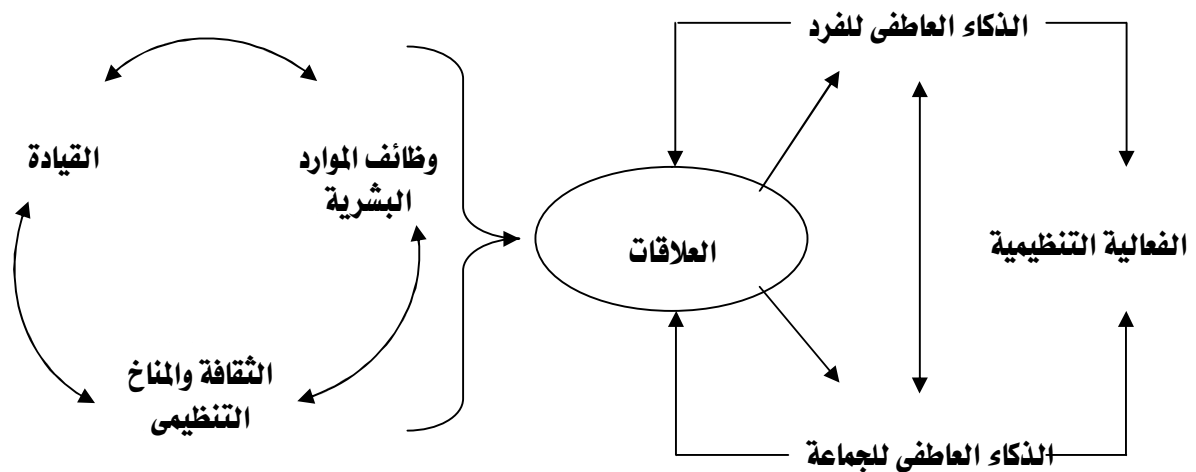 الذكاء العاطفى للفرد
القيادة
وظائف الموارد
البشرية
العلاقات
الفعالية التنظيمية
الثقافة والمناخ
التنظيمى
الذكاء العاطفى للجماعة